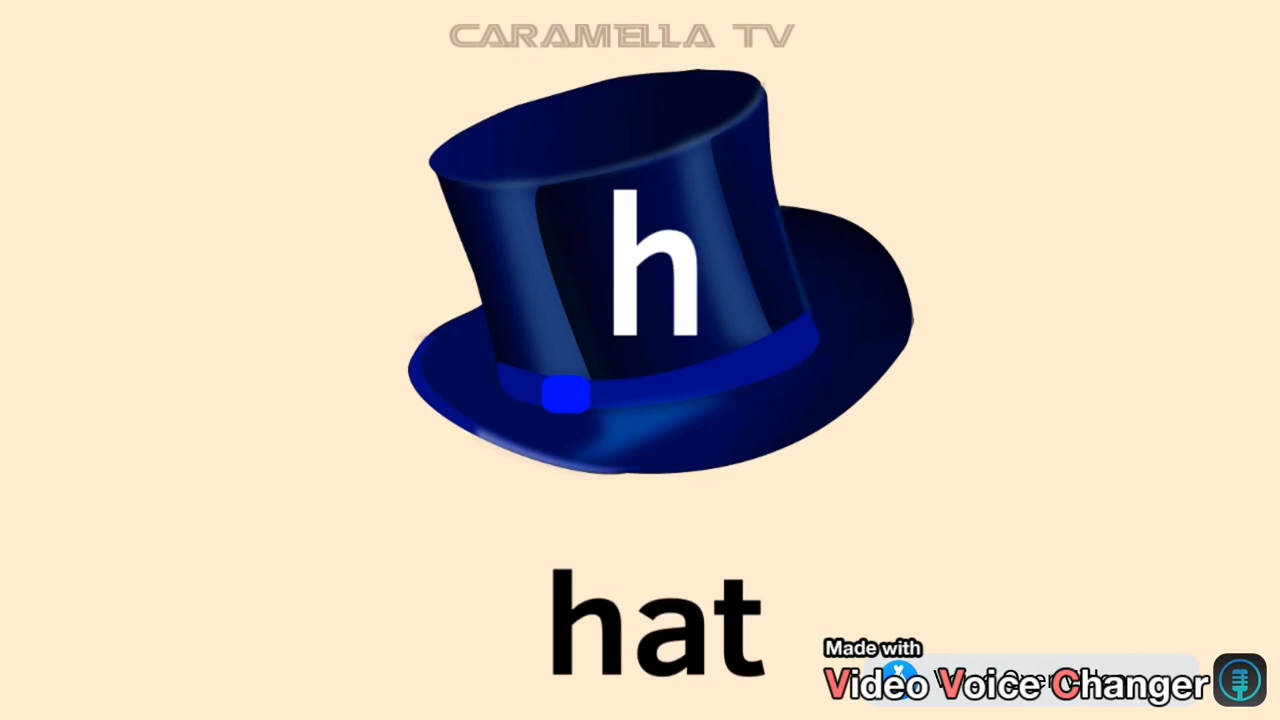 CARAMELLA TV
h
hat
Made with
Video Voice Changer